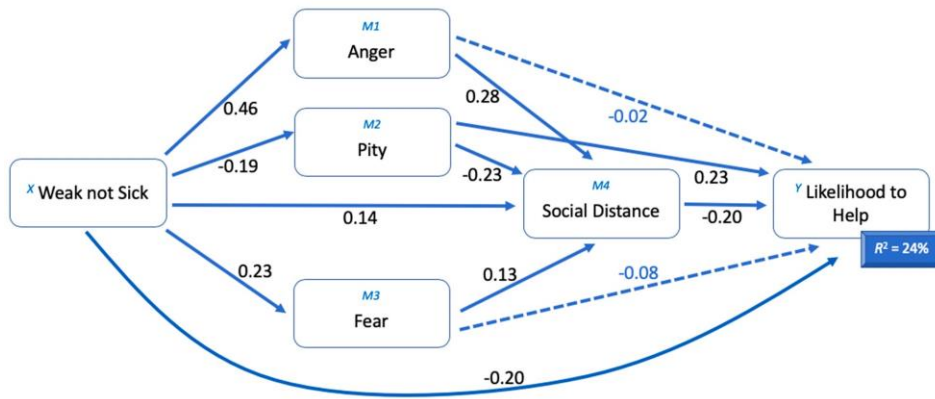 M1
Anger
0.46
0.28
-0.02
M2
Pity
-0.19
-0.23
0.23
X Weak not Sick
0.14
M4
Social Distance
-0.20
Y Likelihood to
Help
R² = 24%
0.23
0.13
-0.08
M3
Fear
-0.20